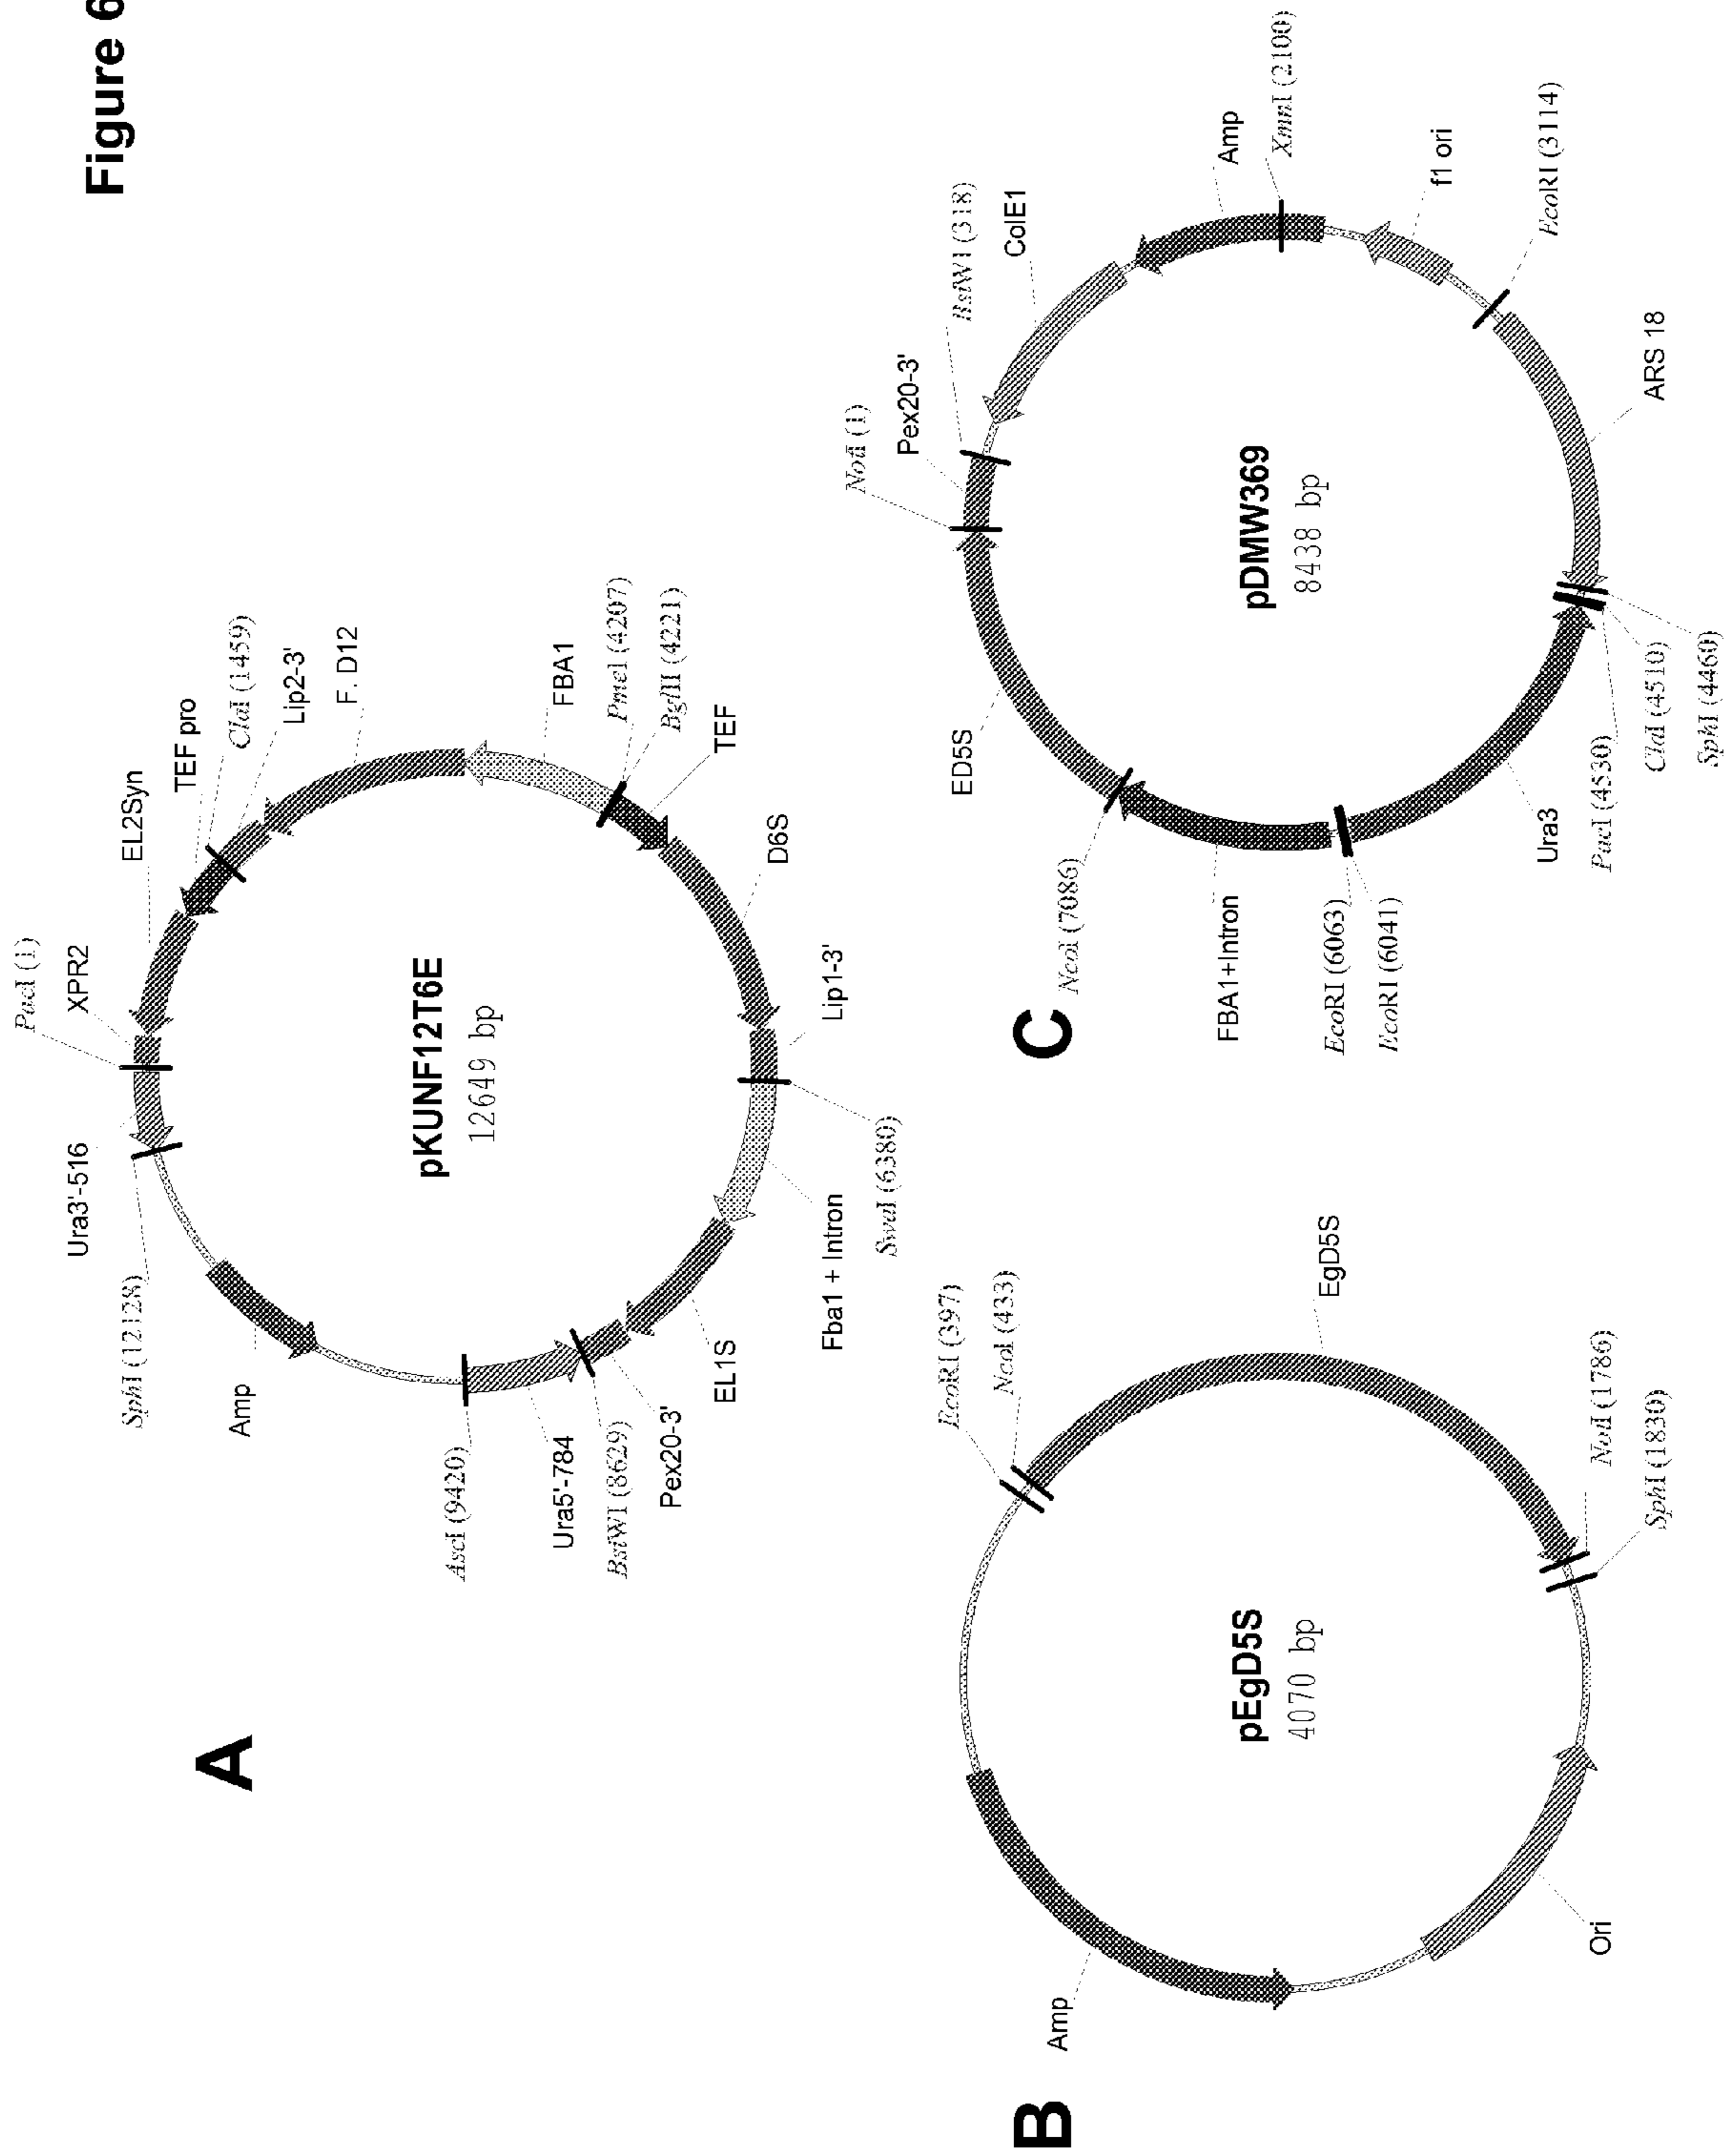 Figure 6
A
PacI (1)
XPR2
EL2Syn
TEF pro
ClaI (1459)
Lip2-3'
F. D12
FBA1
PmeI (4207)
BglII (4221)
TEF
D6S
Lip1-3'
SwaI (6380)
Fba1 + Intron
EL1S
Pex20-3'
BsiWI (8629)
Ura5'-784
AscI (9420)
Amp
SphI (12128)
Ura3'-516
pKUNF12T6E
12649 bp
B
EcoRI (397)
NcoI (433)
EgD5S
NotI (1786)
SphI (1830)
Ori
Amp
pEgD5S
4070 bp
C
NotI (1)
Pex20-3'
BsiWI (318)
ColE1
Amp
XmnI (2100)
f1 ori
EcoRI (3114)
ARS 18
SphI (4460)
ClaI (4510)
PacI (4530)
Ura3
EcoRI (6041)
EcoRI (6063)
FBA1+Intron
NcoI (7086)
ED5S
pDMW369
8438 bp